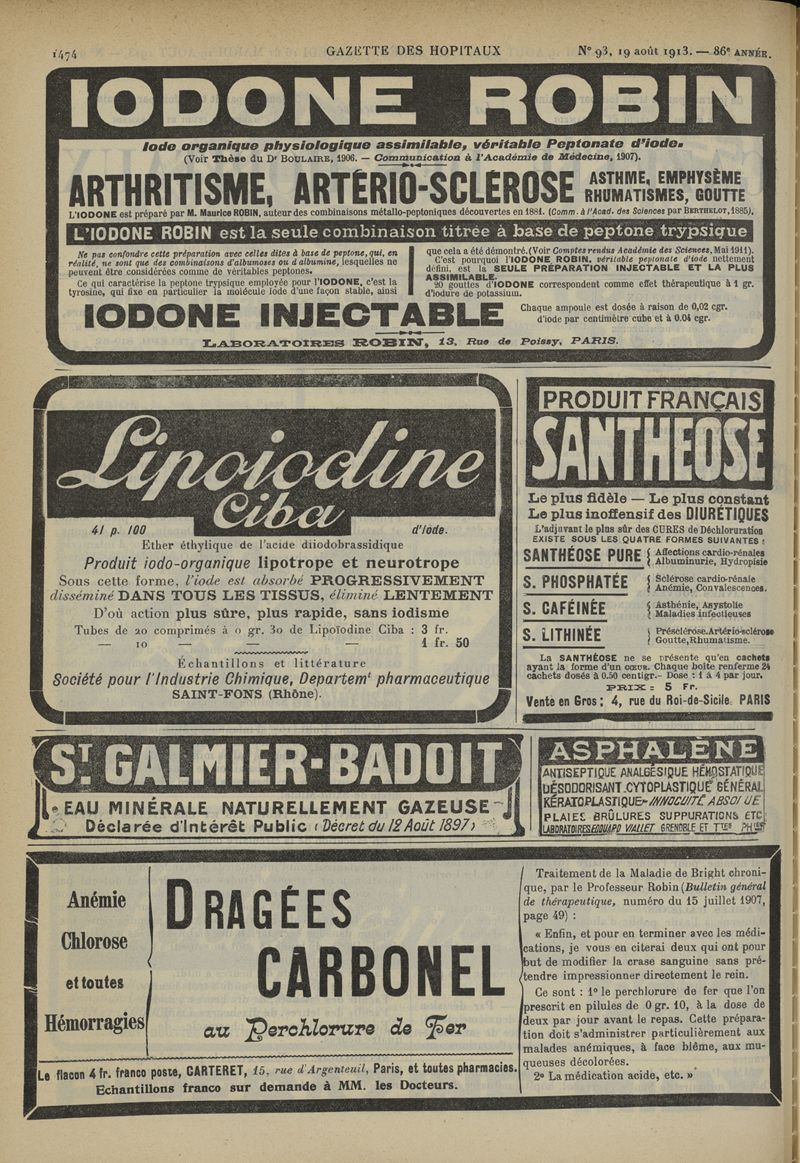 1474
GAZETTE DES HOPITAUX
N° 93, 19 août 1913. — 86e ANNÉE.
IODONE ROBIN
Iode organique physiologique assimilable, véritable Peptonate d'iode.
(Voir Thèse du Dr BOULAIRE, 1906. — Communication à l'Académie de Médecine, 1907).
ARTHRITISME, ARTÉRIO-SCLÉROSE
ASTHME, EMPHYSÈME
RHUMATISMES, GOUTTE
L'IODONE est préparé par M. Maurice ROBIN, auteur des combinaisons métallo-peptoniques découvertes en 1881. (Comm. à l'Acad. des Sciences par BERTHELOT, 1885).
L'IODONE ROBIN est la seule combinaison titrée à base de peptone trypsique
Ne pas confondre cette préparation avec celles dites à base de peptone, qui, en
réalité, ne sont que des combinaisons d'albumoses ou d'albumine, lesquelles ne
peuvent être considérées comme de véritables peptones.
Ce qui caractérise la peptone trypsique employée pour l'IODONE, c'est la
tyrosine, qui fixe en particulier la molécule iode d'une façon stable, ainsi
que cela a été démontré. (Voir Comptes rendus Académie des Sciences, Mai 1911).
C'est pourquoi l'IODONE ROBIN, véritable peptonate d'iode nettement
défini, est la SEULE PRÉPARATION INJECTABLE ET LA PLUS
ASSIMILABLE.
20 gouttes d'IODONE correspondent comme effet thérapeutique à 1 gr.
d'iodure de potassium.
IODONE INJECTABLE
Chaque ampoule est dosée à raison de 0,02 cgr.
d'iode par centimètre cube et à 0.04 cgr.
LABORATOIRES ROBIN, 13, Rue de Poissy, PARIS.
Lipoiodine
Ciba
41 p. 100 d'Iode.
Ether éthylique de l'acide diiodobrassidique
Produit iodo-organique lipotrope et neurotrope
Sous cette forme, l'iode est absorbé PROGRESSIVEMENT
disséminé DANS TOUS LES TISSUS, éliminé LENTEMENT
D'où action plus sûre, plus rapide, sans iodisme
Tubes de 20 comprimés à 0 gr. 30 de Lipoïodine Ciba : 3 fr.
— 10 — — — 1 fr. 50
Échantillons et littérature
Société pour l'Industrie Chimique, Departemt pharmaceutique
SAINT-FONS (Rhône).
PRODUIT FRANÇAIS
SANTHEOSE
Le plus fidèle — Le plus constant
Le plus inoffensif des DIURÉTIQUES
L'adjuvant le plus sûr des CURES de Déchloruration
EXISTE SOUS LES QUATRE FORMES SUIVANTES :
SANTHÉOSE PURE { Affections cardio-rénales
Albuminurie, Hydropisie
S. PHOSPHATÉE { Sclérose cardio-rénale
Anémie, Convalescences.
S. CAFÉINÉE { Asthénie, Asystolie
Maladies infectieuses
S. LITHINÉE } Présclérose. Artério-sclérose
Goutte, Rhumatisme.
La SANTHÉOSE ne se présente qu'en cachets
ayant la forme d'un cœur. Chaque boîte renferme 24
cachets dosés à 0.50 centigr.- Dose : 1 à 4 par jour.
PRIX : 5 Fr.
Vente en Gros : 4, rue du Roi-de-Sicile PARIS
ST. GALMIER-BADOIT
EAU MINÉRALE NATURELLEMENT GAZEUSE
Déclarée d'Intérêt Public (Décret du 12 Août 1897)
ASPHALÈNE
ANTISEPTIQUE ANALGÉSIQUE HÉMOSTATIQUE
DÉSODORISANT. CYTOPLASTIQUE GÉNÉRAL
KÉRATOPLASTIQUE - INNOCUITÉ ABSOLUE
PLAIES BRÛLURES SUPPURATIONS ETC.
LABORATOIRES EDOUARD VIALLET GRENOBLE ET TTES PHIES
Anémie
Chlorose
et toutes
Hémorragies
DRAGÉES
CARBONEL
au Perchlorure de Fer
Le flacon 4 fr. franco poste, CARTERET, 15, rue d'Argenteuil, Paris, et toutes pharmacies.
Echantillons franco sur demande à MM. les Docteurs.
Traitement de la Maladie de Bright chroni-
que, par le Professeur Robin (Bulletin général
de thérapeutique, numéro du 15 juillet 1907,
page 49) :
« Enfin, et pour en terminer avec les médi-
cations, je vous en citerai deux qui ont pour
but de modifier la crase sanguine sans pré-
tendre impressionner directement le rein.
Ce sont : 1° le perchlorure de fer que l'on
prescrit en pilules de 0 gr. 10, à la dose de
deux par jour avant le repas. Cette prépara-
tion doit s'administrer particulièrement aux
malades anémiques, à face blême, aux mu-
queuses décolorées.
2° La médication acide, etc. »